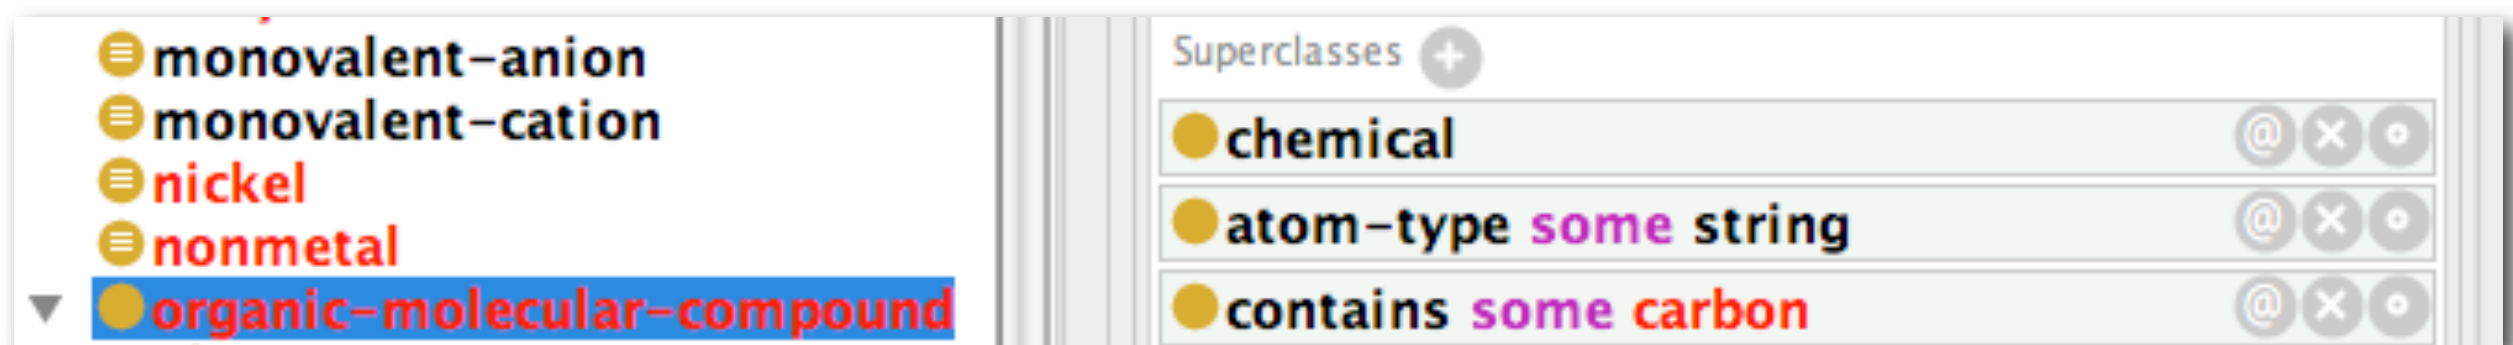 monovalent-anion
monovalent-cation
nickel
nonmetal
organic-molecular-compound
Superclasses
chemical
atom-type some string
contains some carbon